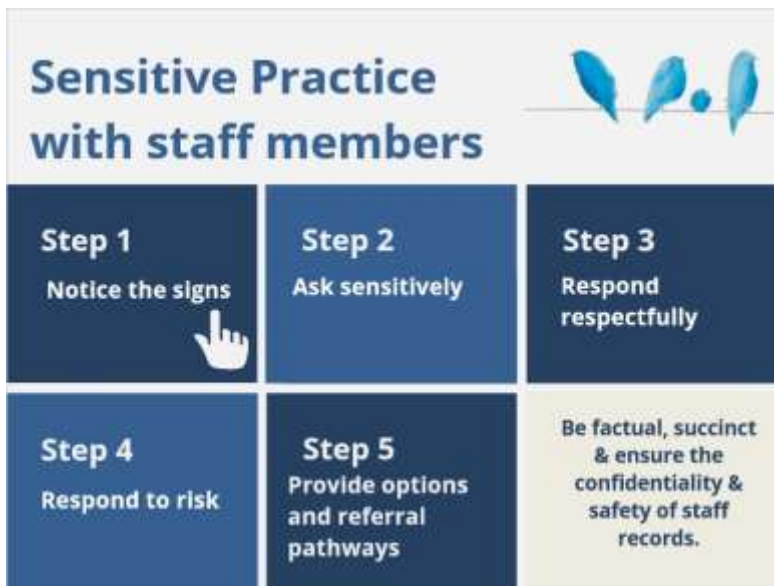 Sensitive Practice
with staff members
Step 1
Notice the signs
Step 2
Ask sensitively
Step 3
Respond
respectfully
Step 4
Respond to risk
Step 5
Provide options
and referral
pathways
Be factual, succinct
& ensure the
confidentiality &
safety of staff
records.